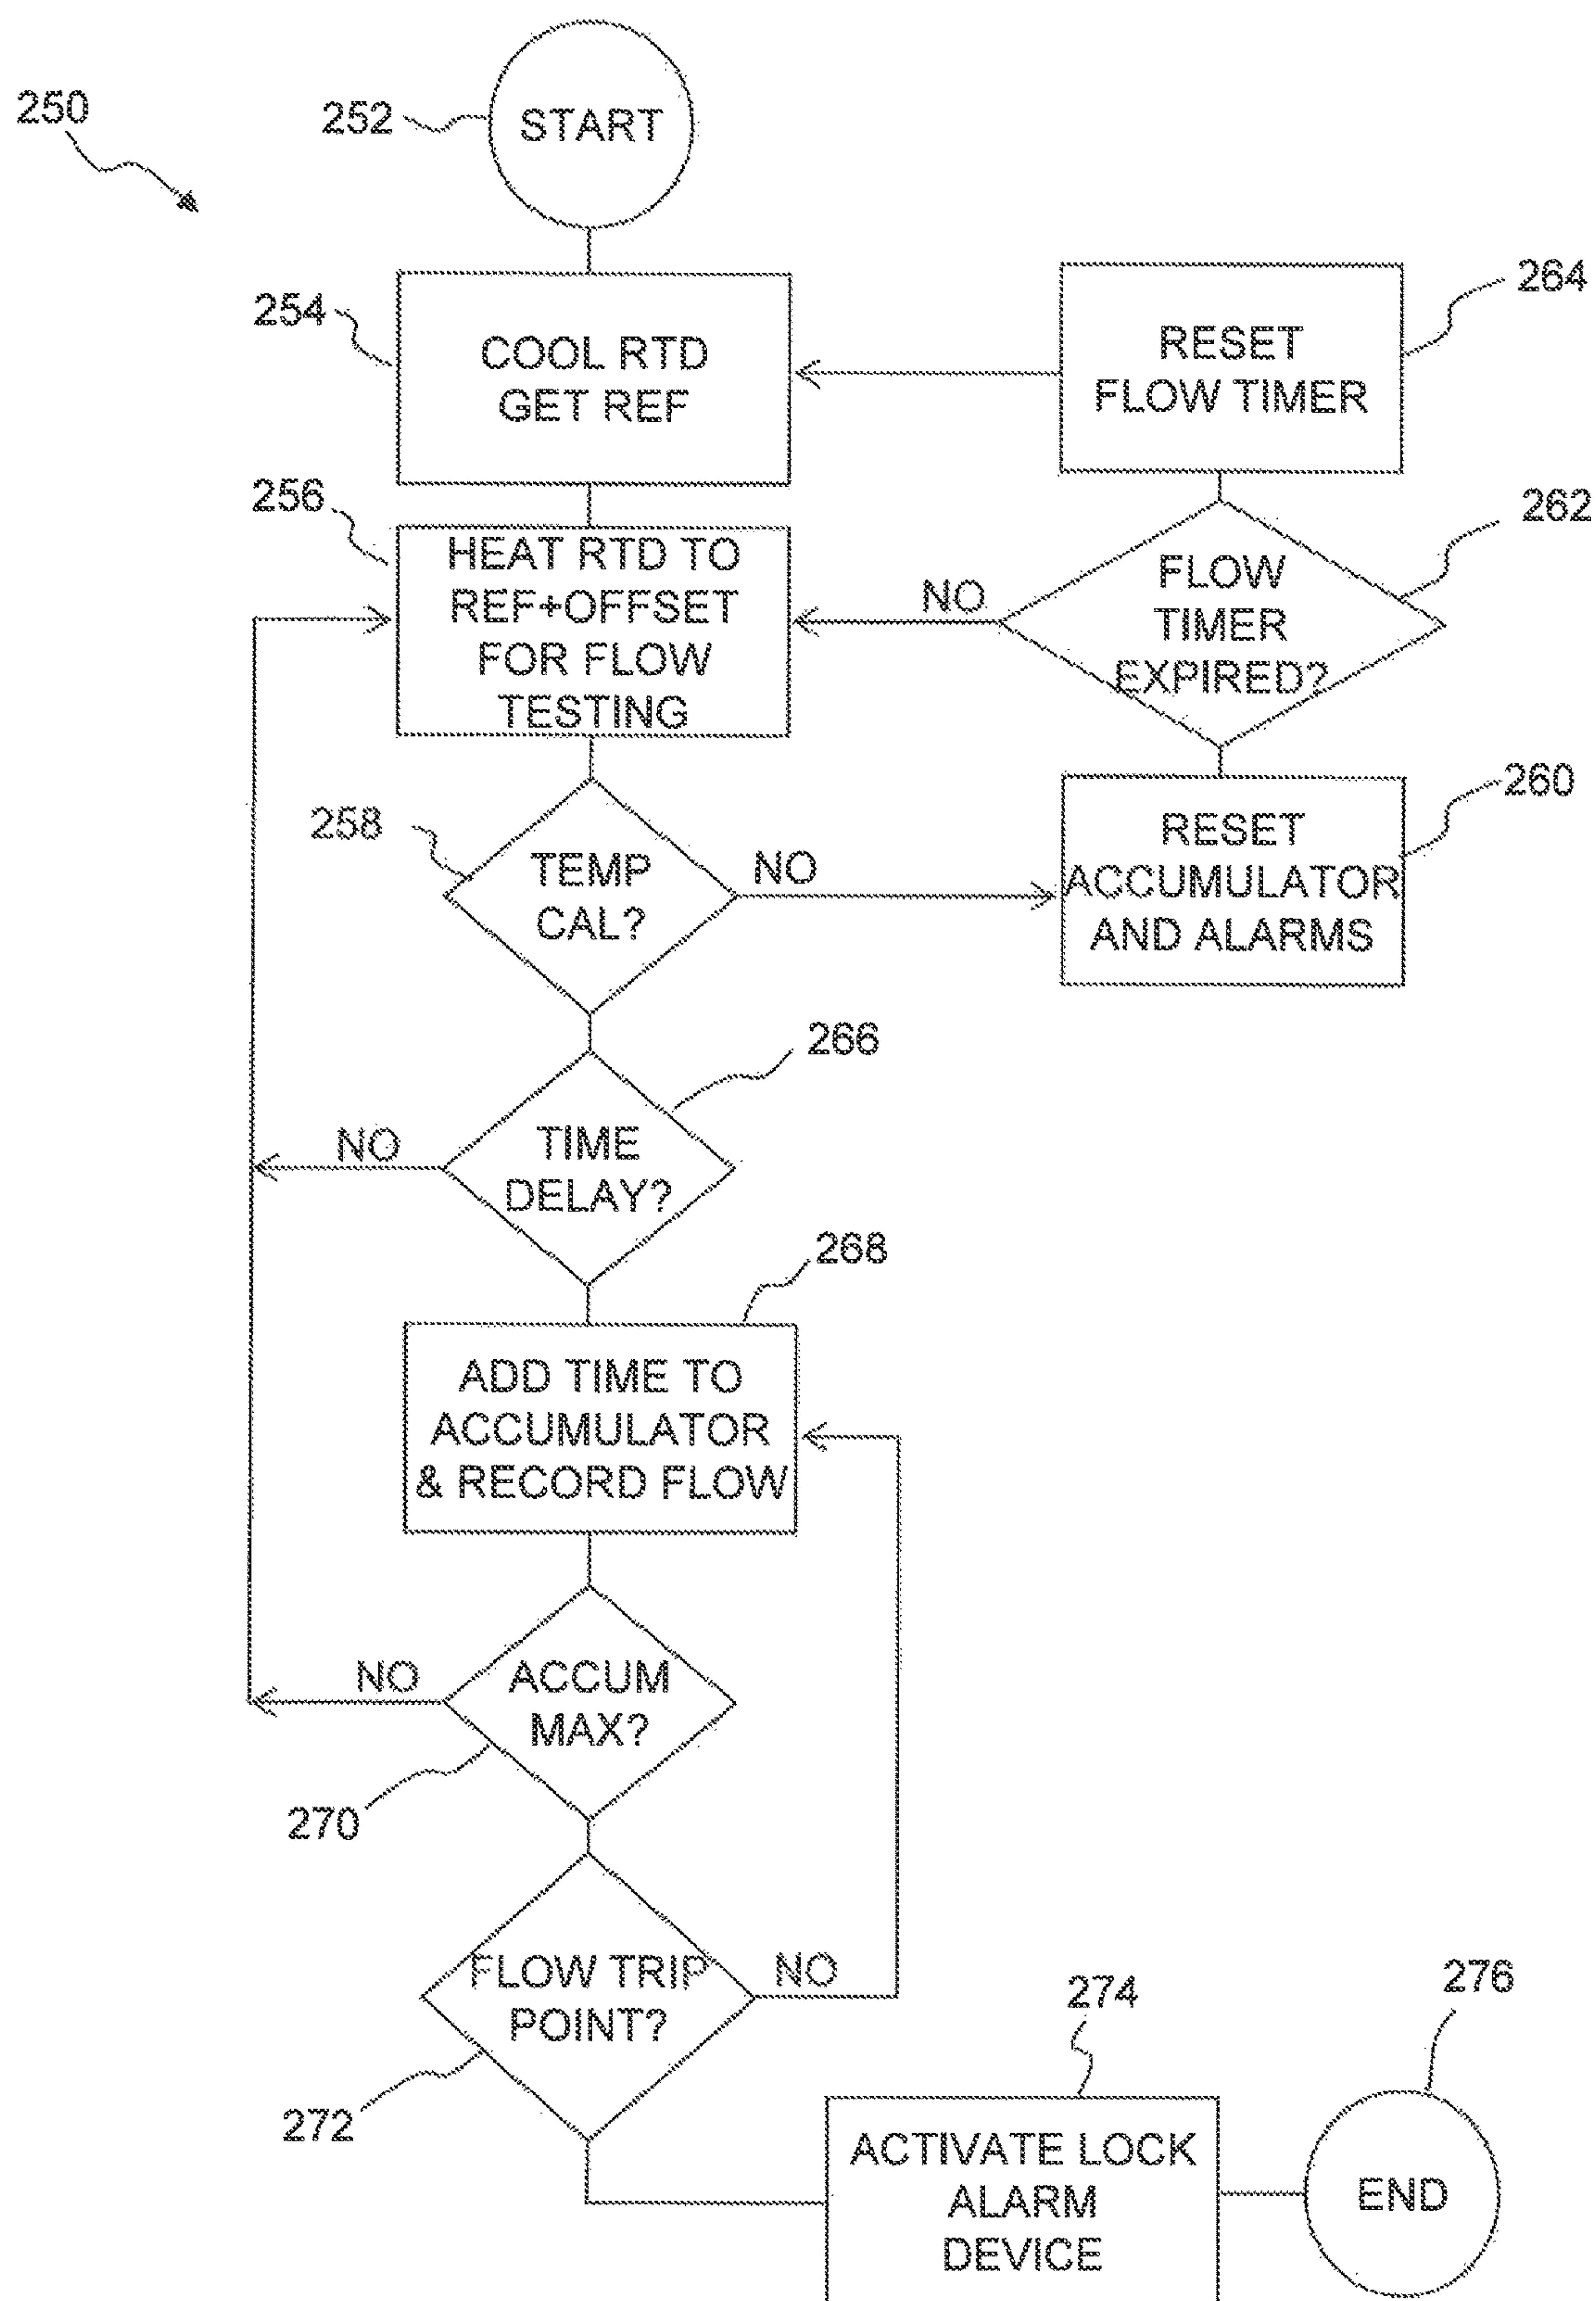 250
252
START
254
COOL RTD
GET REF
264
RESET
FLOW TIMER
256
HEAT RTD TO
REF+OFFSET
FOR FLOW
TESTING
262
NO
FLOW
TIMER
EXPIRED?
258
TEMP
CAL?
NO
260
RESET
ACCUMULATOR
AND ALARMS
266
NO
TIME
DELAY?
268
ADD TIME TO
ACCUMULATOR
& RECORD FLOW
NO
ACCUM
MAX?
270
FLOW TRIP
POINT?
NO
272
274
ACTIVATE LOCK
ALARM
DEVICE
276
END